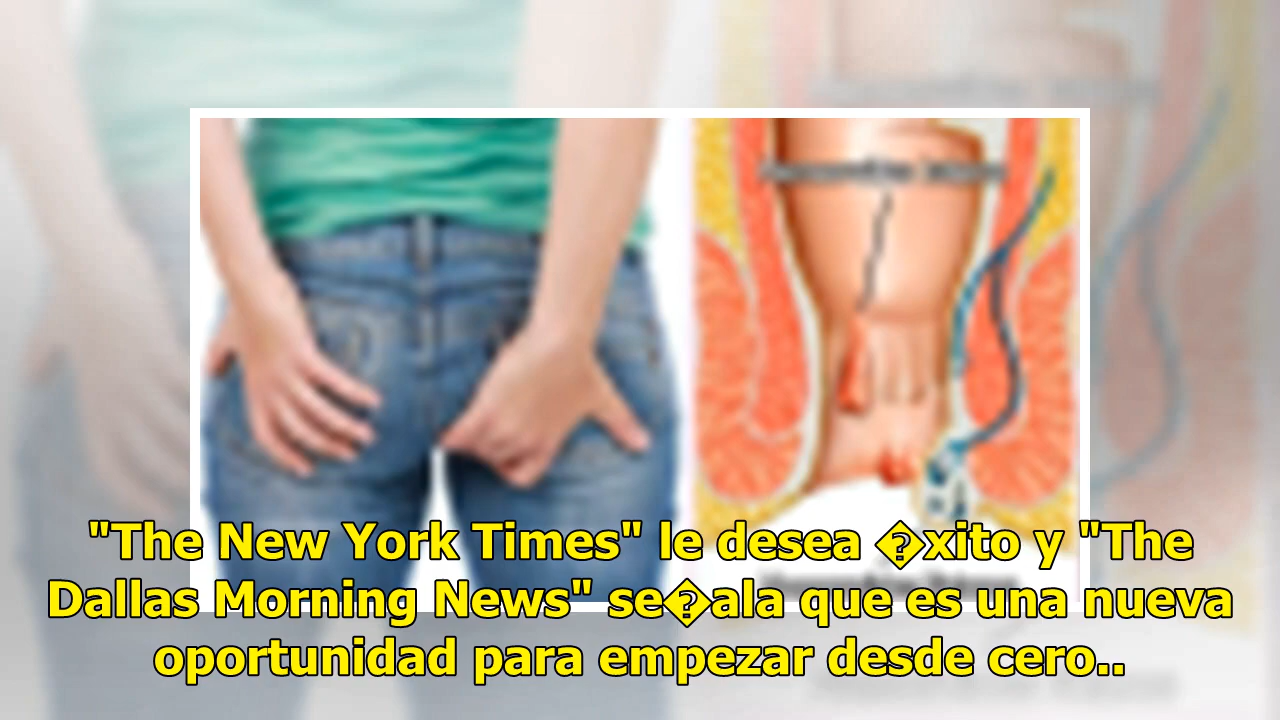 "The New York Times" le desea �xito y "The
Dallas Morning News" se�ala que es una nueva
oportunidad para empezar desde cero..